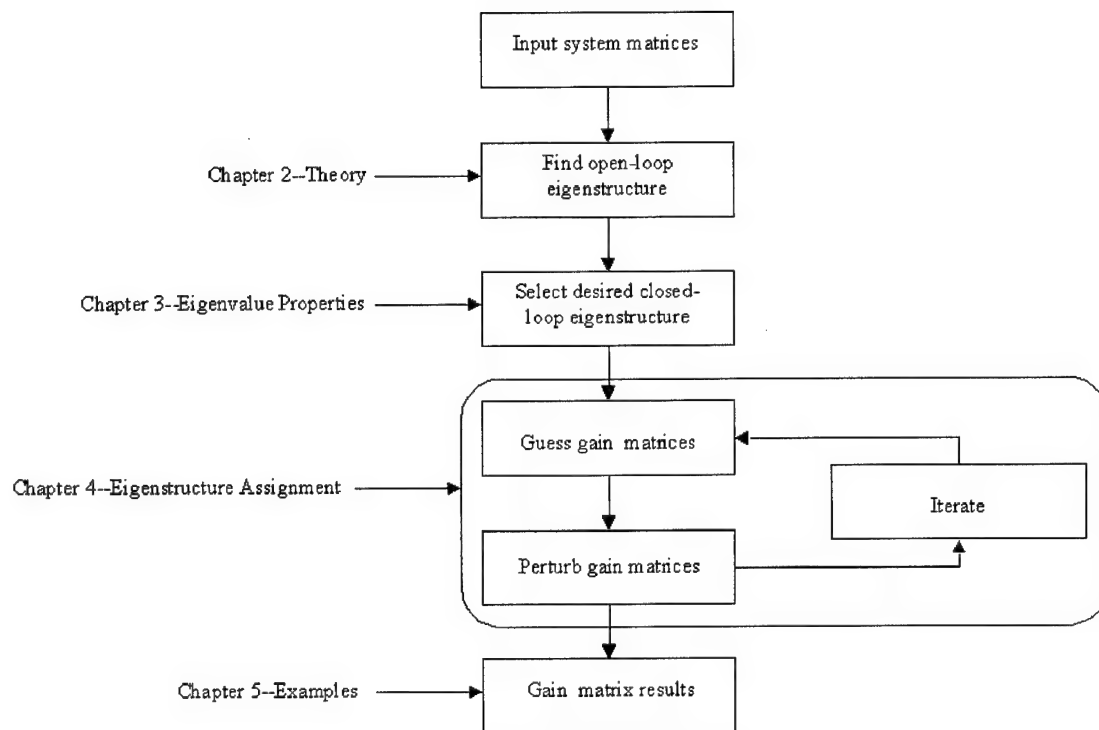 Input system matrices
Chapter 2--Theory
Find open-loop
eigenstructure
Chapter 3--Eigenvalue Properties
Select desired closed-
loop eigenstructure
Guess gain matrices
Chapter 4--Eigenstructure Assignment
Iterate
Perturb gain matrices
Chapter 5--Examples
Gain matrix results